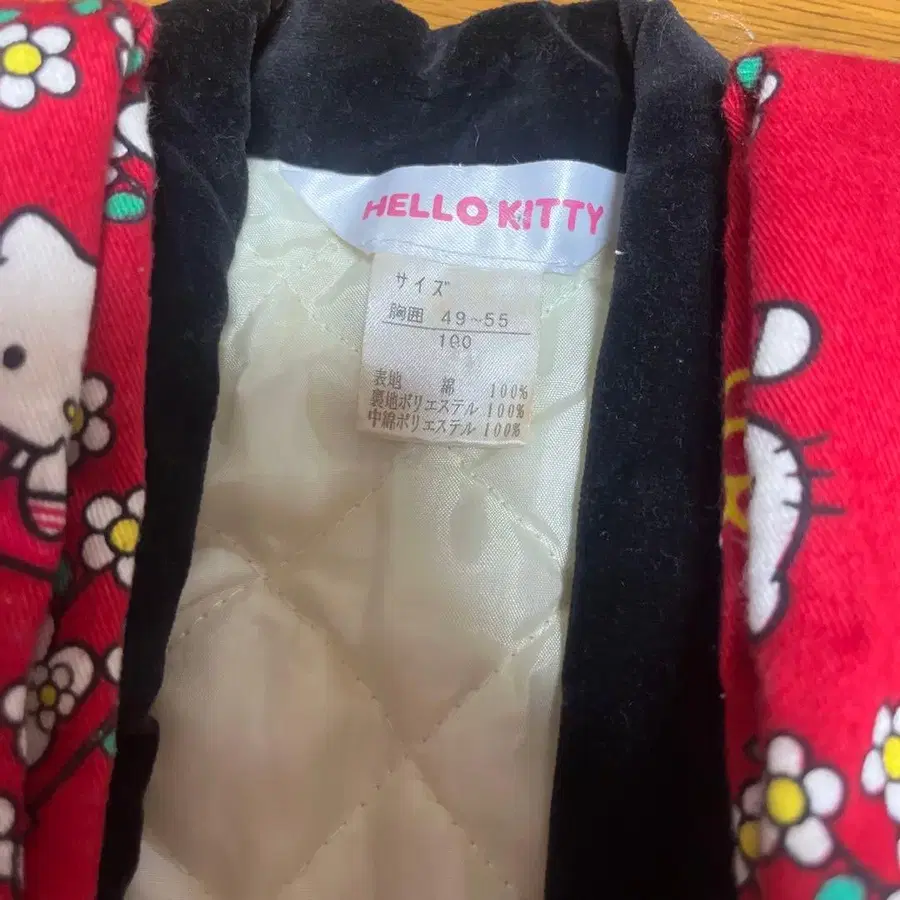 HELLO KITTY
サイズ
胸囲 49~55
100
表地 綿 100%
裏地ポリエステル 100%
中綿ポリエステル 100%